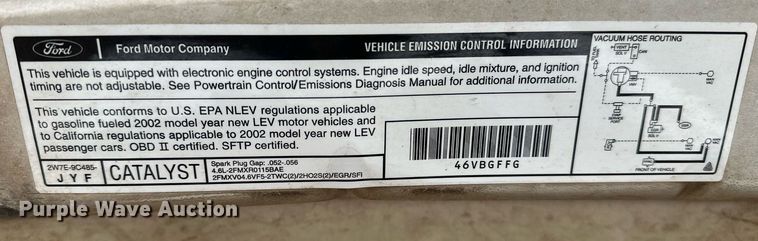 Ford
Ford Motor Company
VEHICLE EMISSION CONTROL INFORMATION
This vehicle is equipped with electronic engine control systems. Engine idle speed, idle mixture, and ignition
timing are not adjustable. See Powertrain Control/Emissions Diagnosis Manual for additional information.
This vehicle conforms to U.S. EPA NLEV regulations applicable
to gasoline fueled 2002 model year new LEV motor vehicles and
to California regulations applicable to 2002 model year new LEV
passenger cars. OBD II certified. SFTP certified.
2W7E-9C485-
JYF
CATALYST
Spark Plug Gap: .052-.056
4.6L-2FMXR0115BAE
2FMXV04.6VF5-2TWC(2)/2HO2S(2)/EGR/SFI
46VBGFFG
VACUUM HOSE ROUTING
VENT
SOL V
FRONT OF VEHICLE
Purple Wave Auction